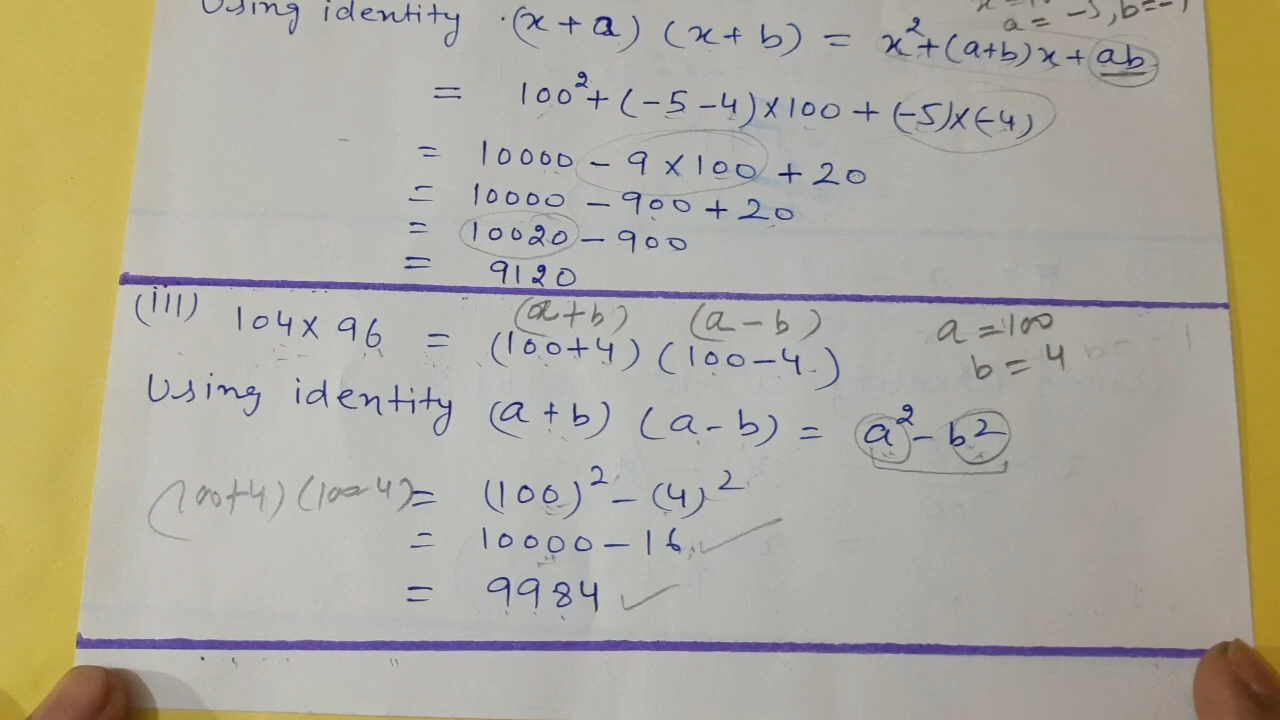 Using identity (x + a) (x + b) = x²+(a+b)x + ab
a = -5, b=-
= 100²+ (-5-4)×100 + (-5)×(-4)
= 10000 - 9 × 100 + 20
= 10000 - 900 + 20
= 10020 - 900
= 9120
(a+b) (a-b)
(iii) 104 × 96 = (100+4) (100-4) a = 100
b = 4
Using identity (a + b) (a - b) = a² - b²
(100+4) (100-4) = (100)² - (4)²
= 10000 - 16
= 9984